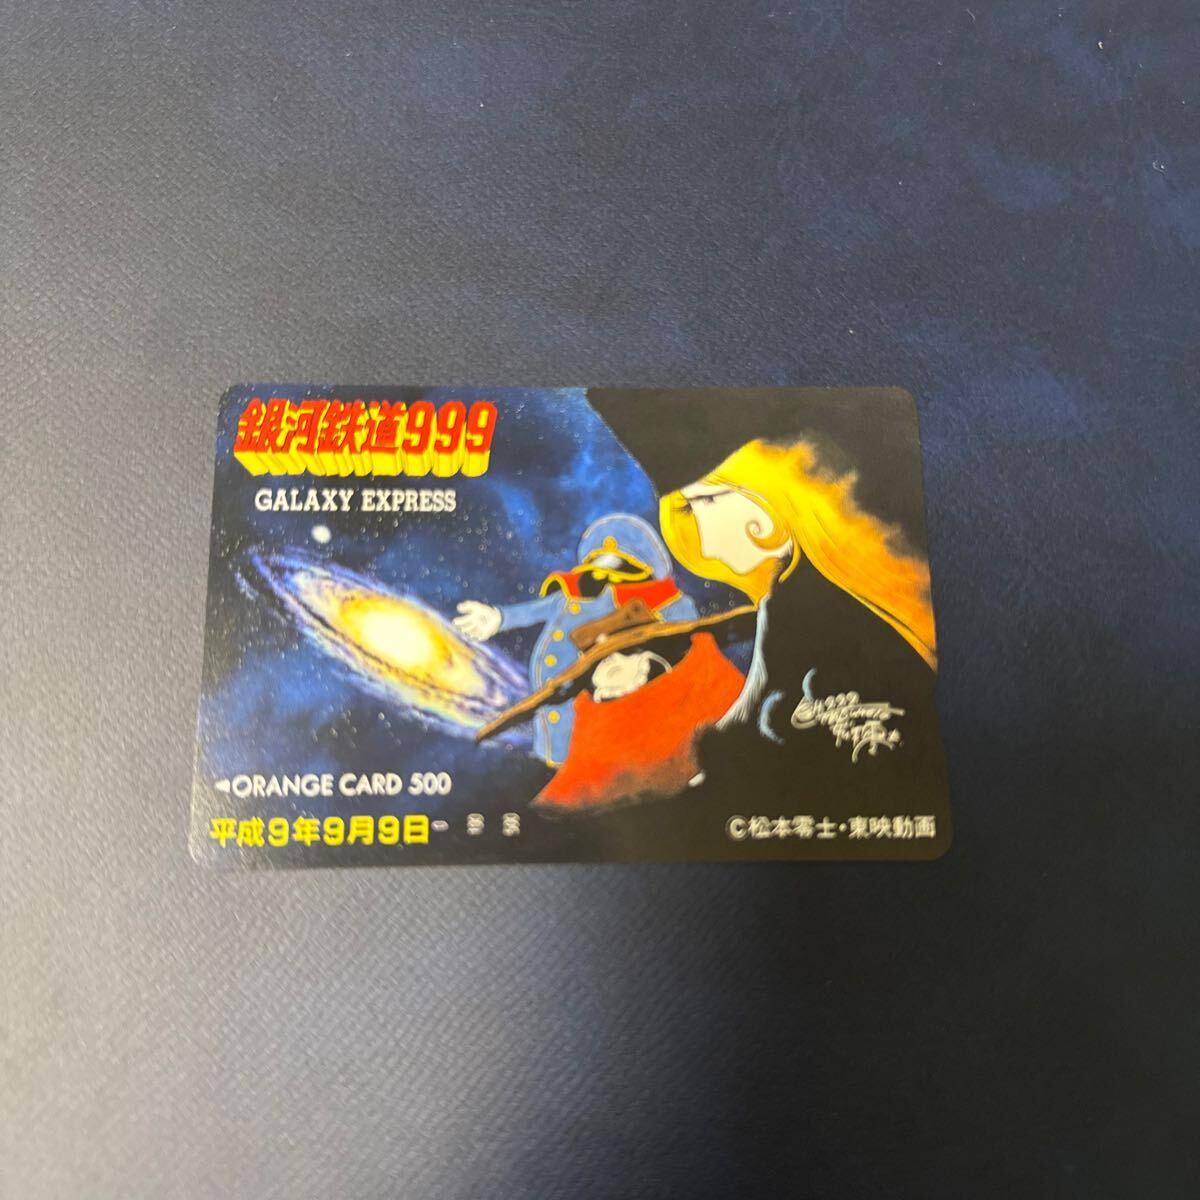 銀河鉄道999
GALAXY EXPRESS
◄ORANGE CARD 500
平成9年9月9日
©松本零士・東映動画